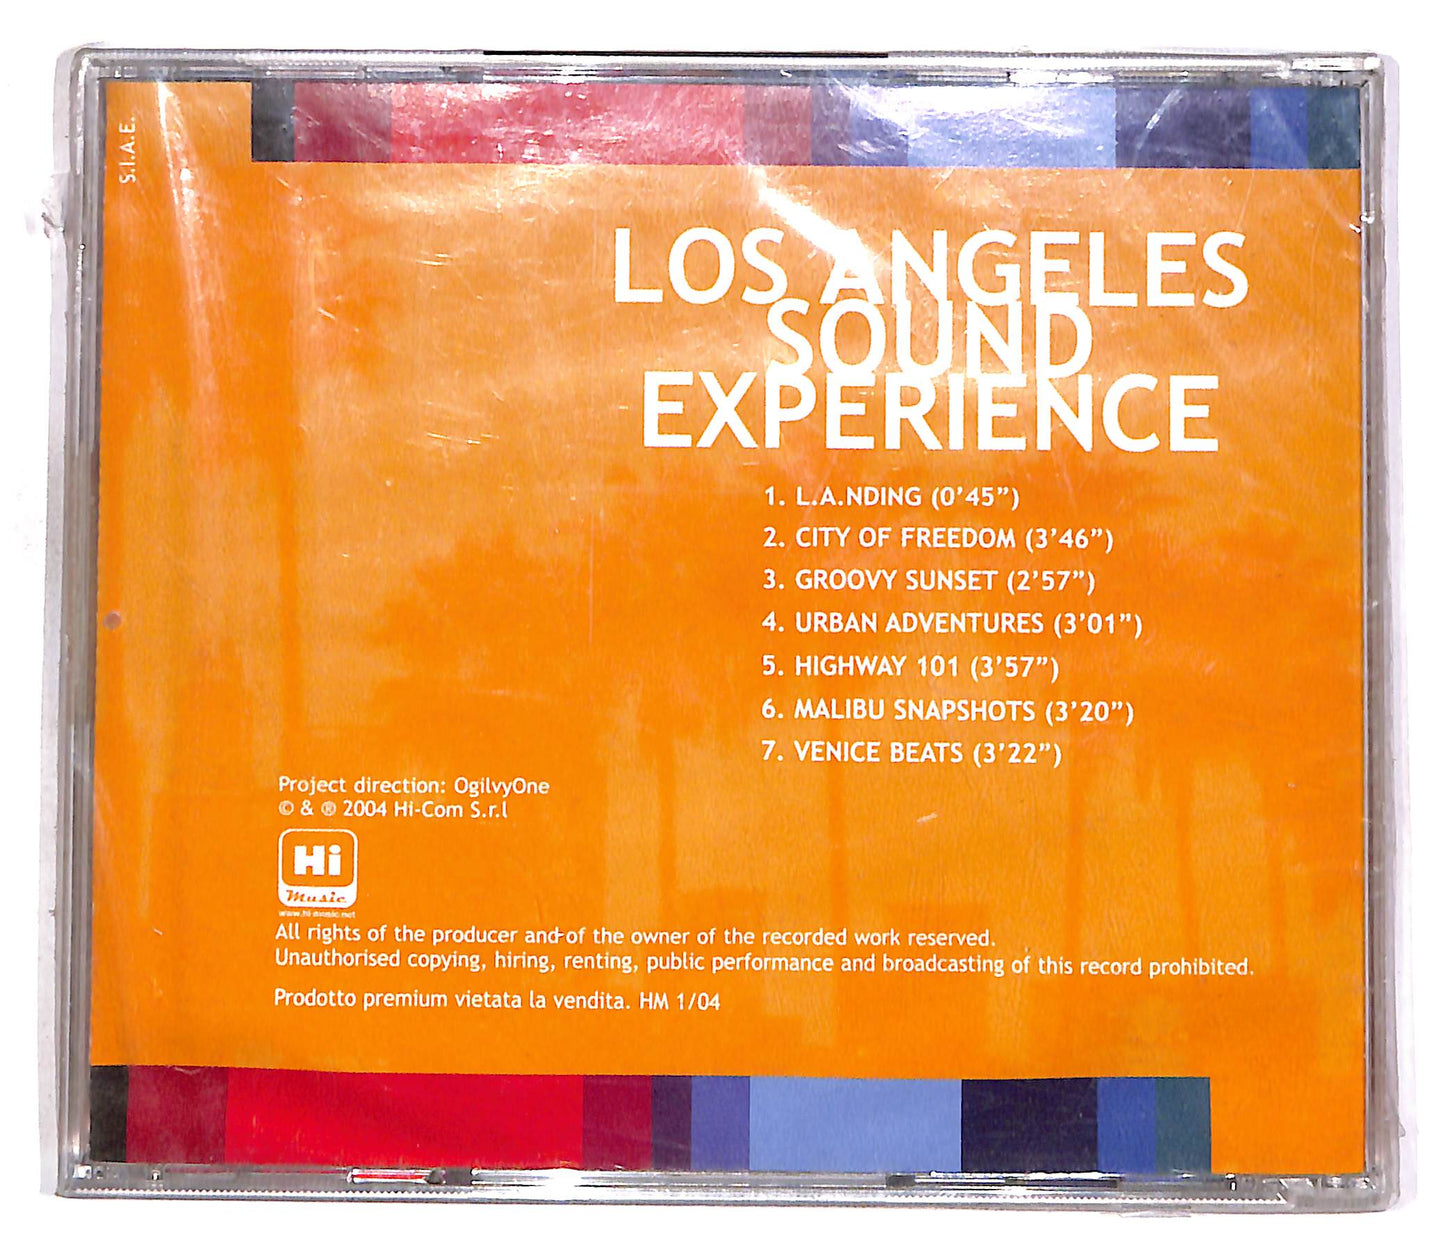 S.I.A.E.
LOS ANGELES
SOUND
EXPERIENCE
1. L.A.NDING (0'45”)
2. CITY OF FREEDOM (3'46”)
3. GROOVY SUNSET (2'57”)
4. URBAN ADVENTURES (3'01”)
5. HIGHWAY 101 (3'57”)
6. MALIBU SNAPSHOTS (3'20”)
7. VENICE BEATS (3'22”)
Project direction: OgilvyOne
© & ® 2004 Hi-Com S.r.l
Hi
Music
www.hi-music.net
All rights of the producer and of the owner of the recorded work reserved.
Unauthorised copying, hiring, renting, public performance and broadcasting of this record prohibited.
Prodotto premium vietata la vendita. HM 1/04